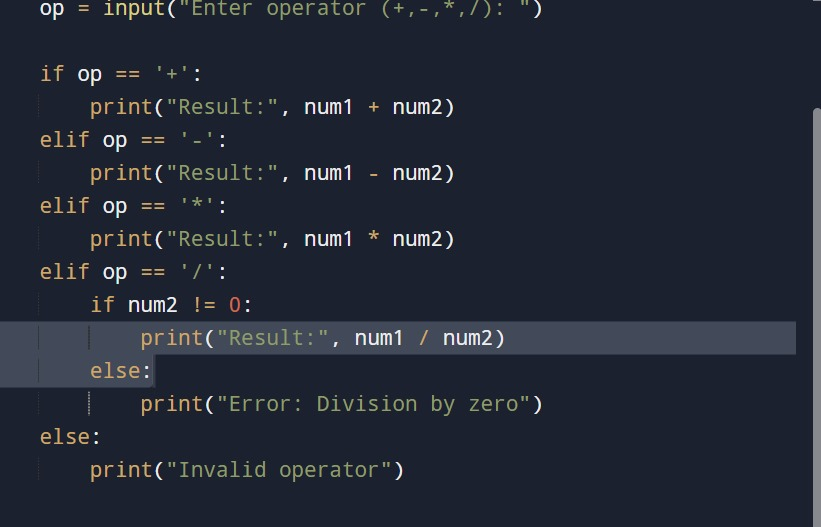 op = input("Enter operator (+,-,*,/): ")
if op == '+':
    print("Result:", num1 + num2)
elif op == '-':
    print("Result:", num1 - num2)
elif op == '*':
    print("Result:", num1 * num2)
elif op == '/':
    if num2 != 0:
        print("Result:", num1 / num2)
    else:
        print("Error: Division by zero")
else:
    print("Invalid operator")